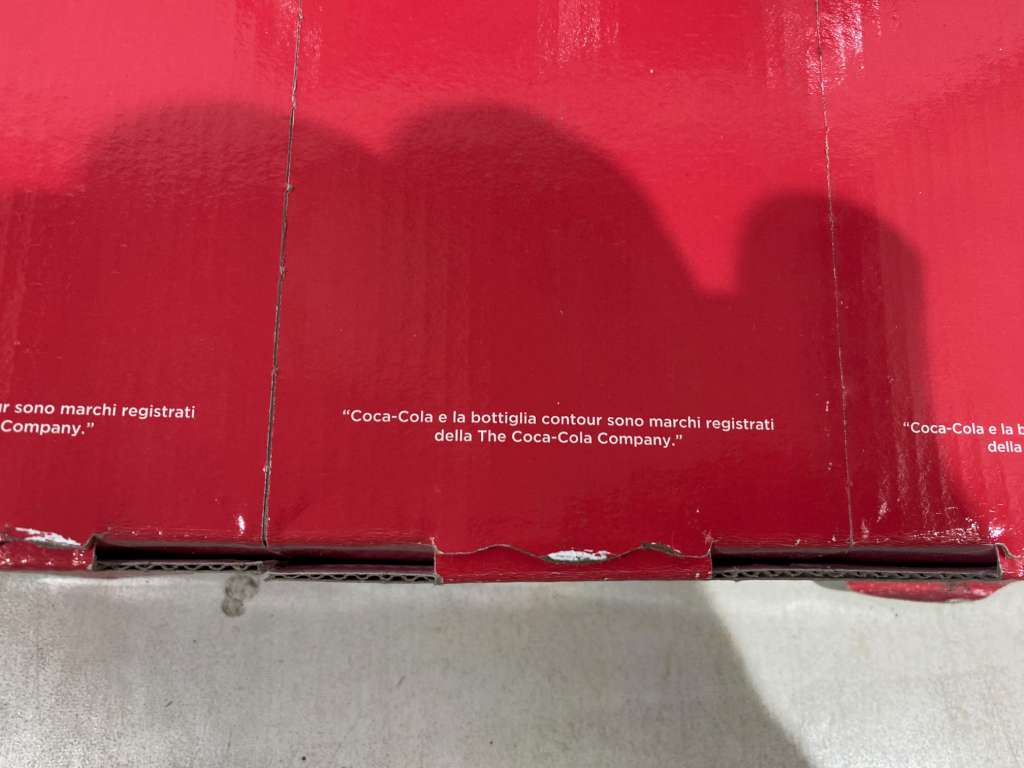 r sono marchi registrati
Company.”
“Coca-Cola e la bottiglia contour sono marchi registrati
della The Coca-Cola Company.”
“Coca-Cola e la b
della